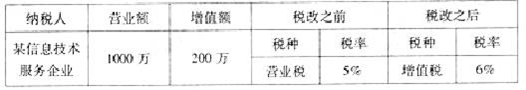 纳税人 营业额 增值额 税改之前 税改之后
某信息技术服务企业 1000万 200万 税种 税率 税种 税率
营业税 5% 增值税 6%